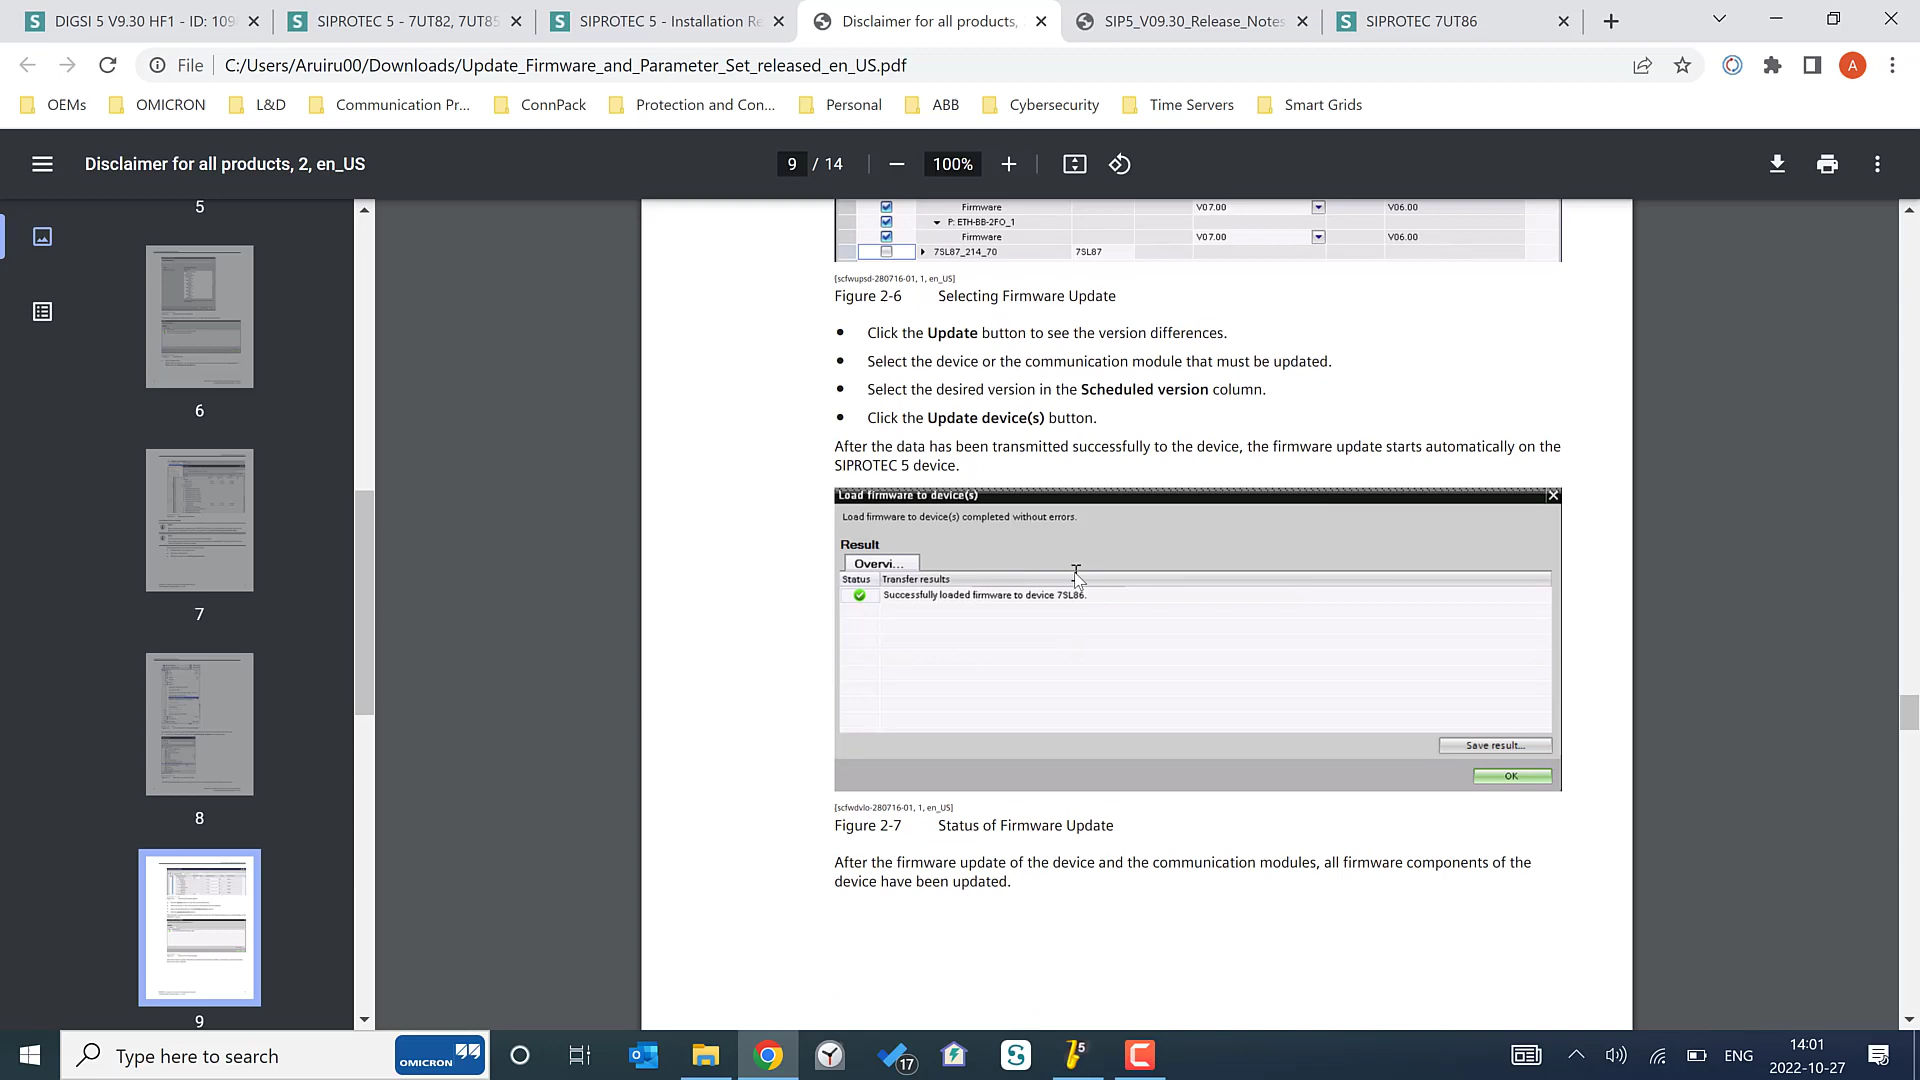 DIGSI 5 V9.30 HF1 - ID: 109
SIPROTEC 5 - 7UT82, 7UT85
SIPROTEC 5 - Installation Re
Disclaimer for all products,
SIP5_V09.30_Release_Notes
SIPROTEC 7UT86
File
C:/Users/Aruiru00/Downloads/Update_Firmware_and_Parameter_Set_released_en_US.pdf
A
OEMs
OMICRON
L&D
Communication Pr...
ConnPack
Protection and Con...
Personal
ABB
Cybersecurity
Time Servers
Smart Grids
Disclaimer for all products, 2, en_US
9 / 14
100%
5
6
7
8
9
Firmware V07.00 V06.00
P: ETH-BB-2FO_1
Firmware V07.00 V06.00
7SL87_214_70 7SL87
[scfwupsd-280716-01, 1, en_US]
Figure 2-6 Selecting Firmware Update
• Click the Update button to see the version differences.
• Select the device or the communication module that must be updated.
• Select the desired version in the Scheduled version column.
• Click the Update device(s) button.
After the data has been transmitted successfully to the device, the firmware update starts automatically on the
SIPROTEC 5 device.
Load firmware to device(s)
Load firmware to device(s) completed without errors.
Result
Overvi...
Status Transfer results
Successfully loaded firmware to device 7SL86.
Save result...
OK
[scfwdvlo-280716-01, 1, en_US]
Figure 2-7 Status of Firmware Update
After the firmware update of the device and the communication modules, all firmware components of the
device have been updated.
Type here to search
OMICRON
17
5
ENG
14:01
2022-10-27